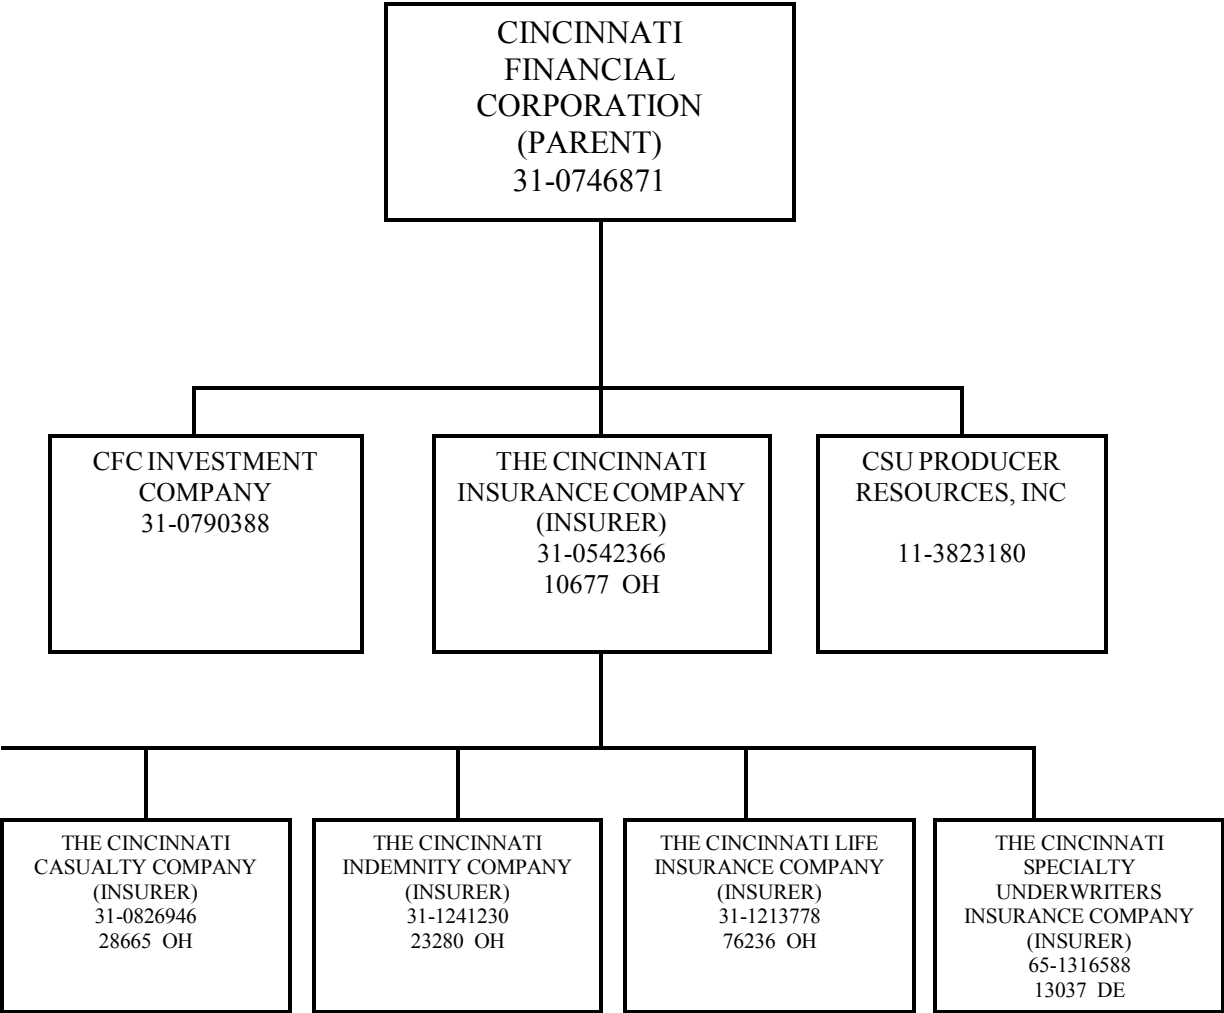 CINCINNATI
FINANCIAL
CORPORATION
(PARENT)
31-0746871
CFC INVESTMENT
COMPANY
31-0790388
THE CINCINNATI
INSURANCE COMPANY
(INSURER)
31-0542366
10677 OH
CSU PRODUCER
RESOURCES, INC
11-3823180
THE CINCINNATI
CASUALTY COMPANY
(INSURER)
31-0826946
28665 OH
THE CINCINNATI
INDEMNITY COMPANY
(INSURER)
31-1241230
23280 OH
THE CINCINNATI LIFE
INSURANCE COMPANY
(INSURER)
31-1213778
76236 OH
THE CINCINNATI
SPECIALTY
UNDERWRITERS
INSURANCE COMPANY
(INSURER)
65-1316588
13037 DE